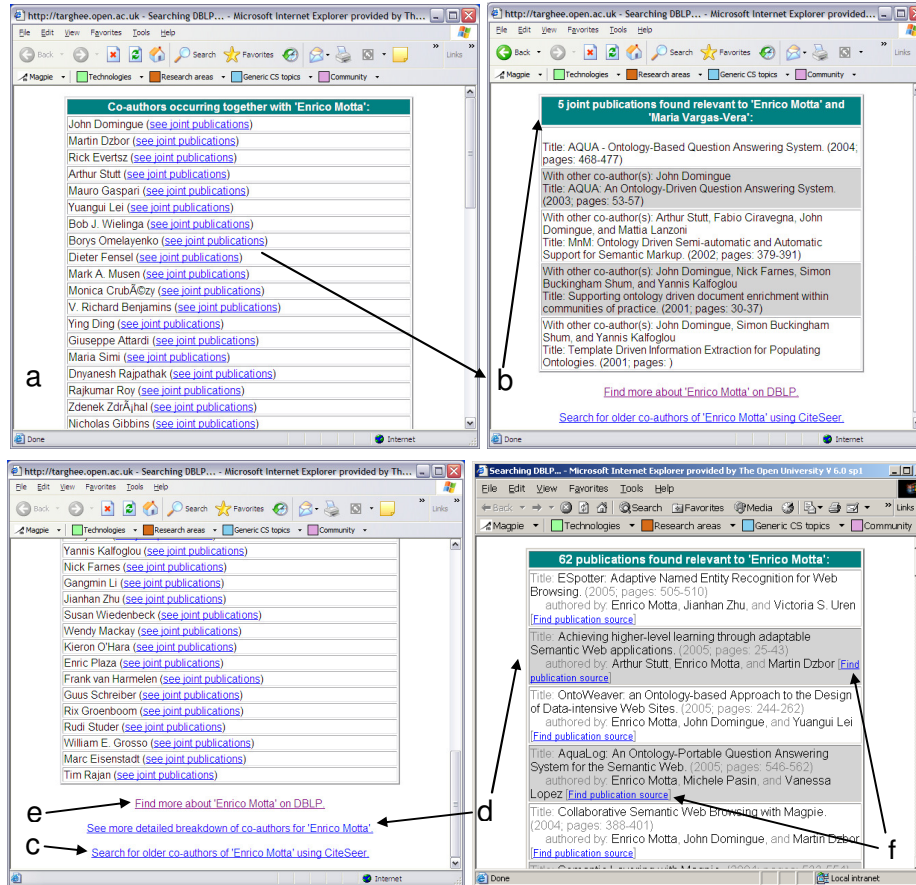 http://targhee.open.ac.uk - Searching DBLP... - Microsoft Internet Explorer provided by Th...
File Edit View Favorites Tools Help
Back Search Favorites » Links
Magpie Technologies Research areas Generic CS topics Community
Co-authors occurring together with 'Enrico Motta':
John Domingue (see joint publications)
Martin Dzbor (see joint publications)
Rick Evertsz (see joint publications)
Arthur Stutt (see joint publications)
Mauro Gaspari (see joint publications)
Yuangui Lei (see joint publications)
Bob J. Wielinga (see joint publications)
Borys Omelayenko (see joint publications)
Dieter Fensel (see joint publications)
Mark A. Musen (see joint publications)
Monica CrubÃ©zy (see joint publications)
V. Richard Benjamins (see joint publications)
Ying Ding (see joint publications)
Giuseppe Attardi (see joint publications)
Maria Simi (see joint publications)
Dnyanesh Rajpathak (see joint publications)
Rajkumar Roy (see joint publications)
Zdenek ZdrÃ¡hal (see joint publications)
Nicholas Gibbins (see joint publications)
a
Done Internet
http://targhee.open.ac.uk - Searching DBLP... - Microsoft Internet Explorer provided...
File Edit View Favorites Tools Help
Back Search Favorites » Links
Magpie Technologies Research areas Generic CS topics Community
5 joint publications found relevant to 'Enrico Motta' and
'Maria Vargas-Vera':
Title: AQUA - Ontology-Based Question Answering System. (2004;
pages: 468-477)
With other co-author(s): John Domingue
Title: AQUA: An Ontology-Driven Question Answering System.
(2003; pages: 53-57)
With other co-author(s): Arthur Stutt, Fabio Ciravegna, John
Domingue, and Mattia Lanzoni
Title: MnM: Ontology Driven Semi-automatic and Automatic
Support for Semantic Markup. (2002; pages: 379-391)
With other co-author(s): John Domingue, Nick Farnes, Simon
Buckingham Shum, and Yannis Kalfoglou
Title: Supporting ontology driven document enrichment within
communities of practice. (2001; pages: 30-37)
With other co-author(s): John Domingue, Simon Buckingham
Shum, and Yannis Kalfoglou
Title: Template Driven Information Extraction for Populating
Ontologies. (2001; pages: )
b
Find more about 'Enrico Motta' on DBLP.
Search for older co-authors of 'Enrico Motta' using CiteSeer.
Done Internet
http://targhee.open.ac.uk - Searching DBLP... - Microsoft Internet Explorer provided by Th...
File Edit View Favorites Tools Help
Back Search Favorites » Links
Magpie Technologies Research areas Generic CS topics Community
Yannis Kalfoglou (see joint publications)
Nick Farnes (see joint publications)
Gangmin Li (see joint publications)
Jianhan Zhu (see joint publications)
Susan Wiedenbeck (see joint publications)
Wendy Mackay (see joint publications)
Kieron O'Hara (see joint publications)
Enric Plaza (see joint publications)
Frank van Harmelen (see joint publications)
Guus Schreiber (see joint publications)
Rix Groenboom (see joint publications)
Rudi Studer (see joint publications)
William E. Grosso (see joint publications)
Marc Eisenstadt (see joint publications)
Tim Rajan (see joint publications)
e Find more about 'Enrico Motta' on DBLP.
See more detailed breakdown of co-authors for 'Enrico Motta'. d
c Search for older co-authors of 'Enrico Motta' using CiteSeer.
Internet
Searching DBLP... - Microsoft Internet Explorer provided by The Open University V 6.0 sp1
File Edit View Favorites Tools Help
Back Search Favorites Media » Links
Magpie Technologies Research areas Generic CS topics Community
62 publications found relevant to 'Enrico Motta':
Title: ESpotter: Adaptive Named Entity Recognition for Web
Browsing. (2005; pages: 505-510)
authored by: Enrico Motta, Jianhan Zhu, and Victoria S. Uren
[Find publication source]
Title: Achieving higher-level learning through adaptable
Semantic Web applications. (2005; pages: 25-43)
authored by: Arthur Stutt, Enrico Motta, and Martin Dzbor [Find
publication source]
Title: OntoWeaver: an Ontology-based Approach to the Design
of Data-intensive Web Sites. (2005; pages: 244-262)
authored by: Enrico Motta, John Domingue, and Yuangui Lei
[Find publication source]
Title: AquaLog: An Ontology-Portable Question Answering
System for the Semantic Web. (2005; pages: 546-562)
authored by: Enrico Motta, Michele Pasin, and Vanessa
Lopez [Find publication source]
Title: Collaborative Semantic Web Browsing with Magpie.
(2004; pages: 388-401)
authored by: Enrico Motta, John Domingue, and Martin Dzbor
[Find publication source]
f
Done Local intranet